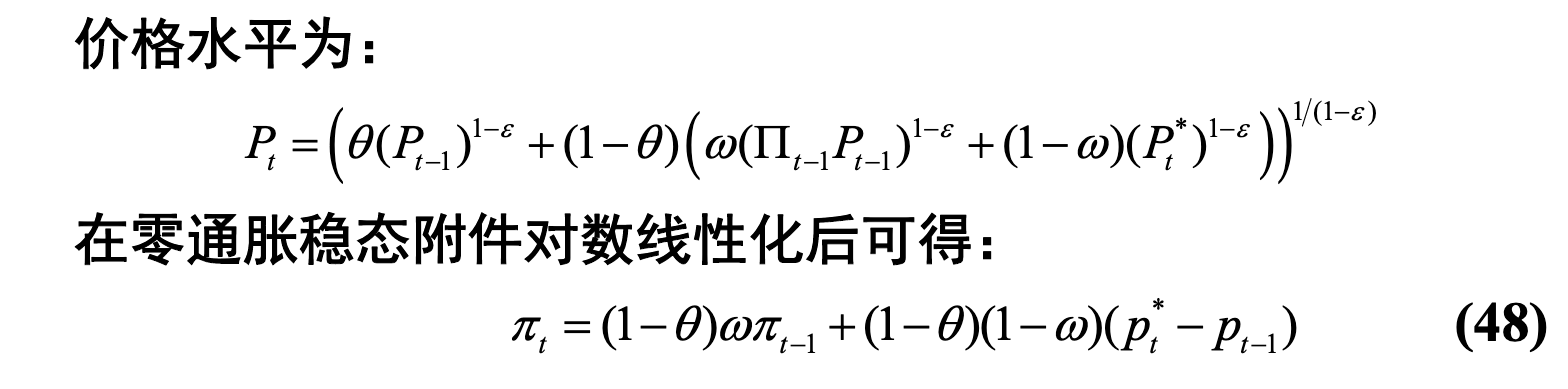 价格水平为：
$P_t = \left( \theta (P_{t-1})^{1-\varepsilon} + (1-\theta) \left( \omega (\Pi_{t-1} P_{t-1})^{1-\varepsilon} + (1-\omega) (P_t^*)^{1-\varepsilon} \right) \right)^{1/(1-\varepsilon)}$
在零通胀稳态附件对数线性化后可得：
$\pi_t = (1-\theta)\omega\pi_{t-1} + (1-\theta)(1-\omega)(p_t^* - p_{t-1})$ (48)